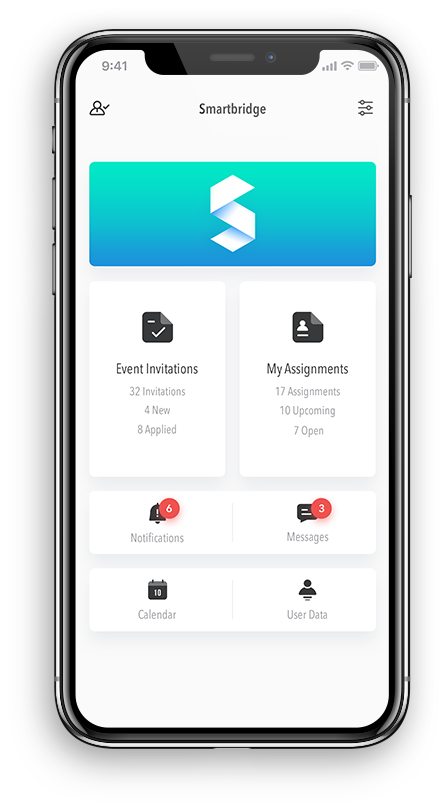 9:41
Smartbridge
Event Invitations
32 Invitations
4 New
8 Applied
My Assignments
17 Assignments
10 Upcoming
7 Open
6
Notifications
3
Messages
10
Calendar
User Data